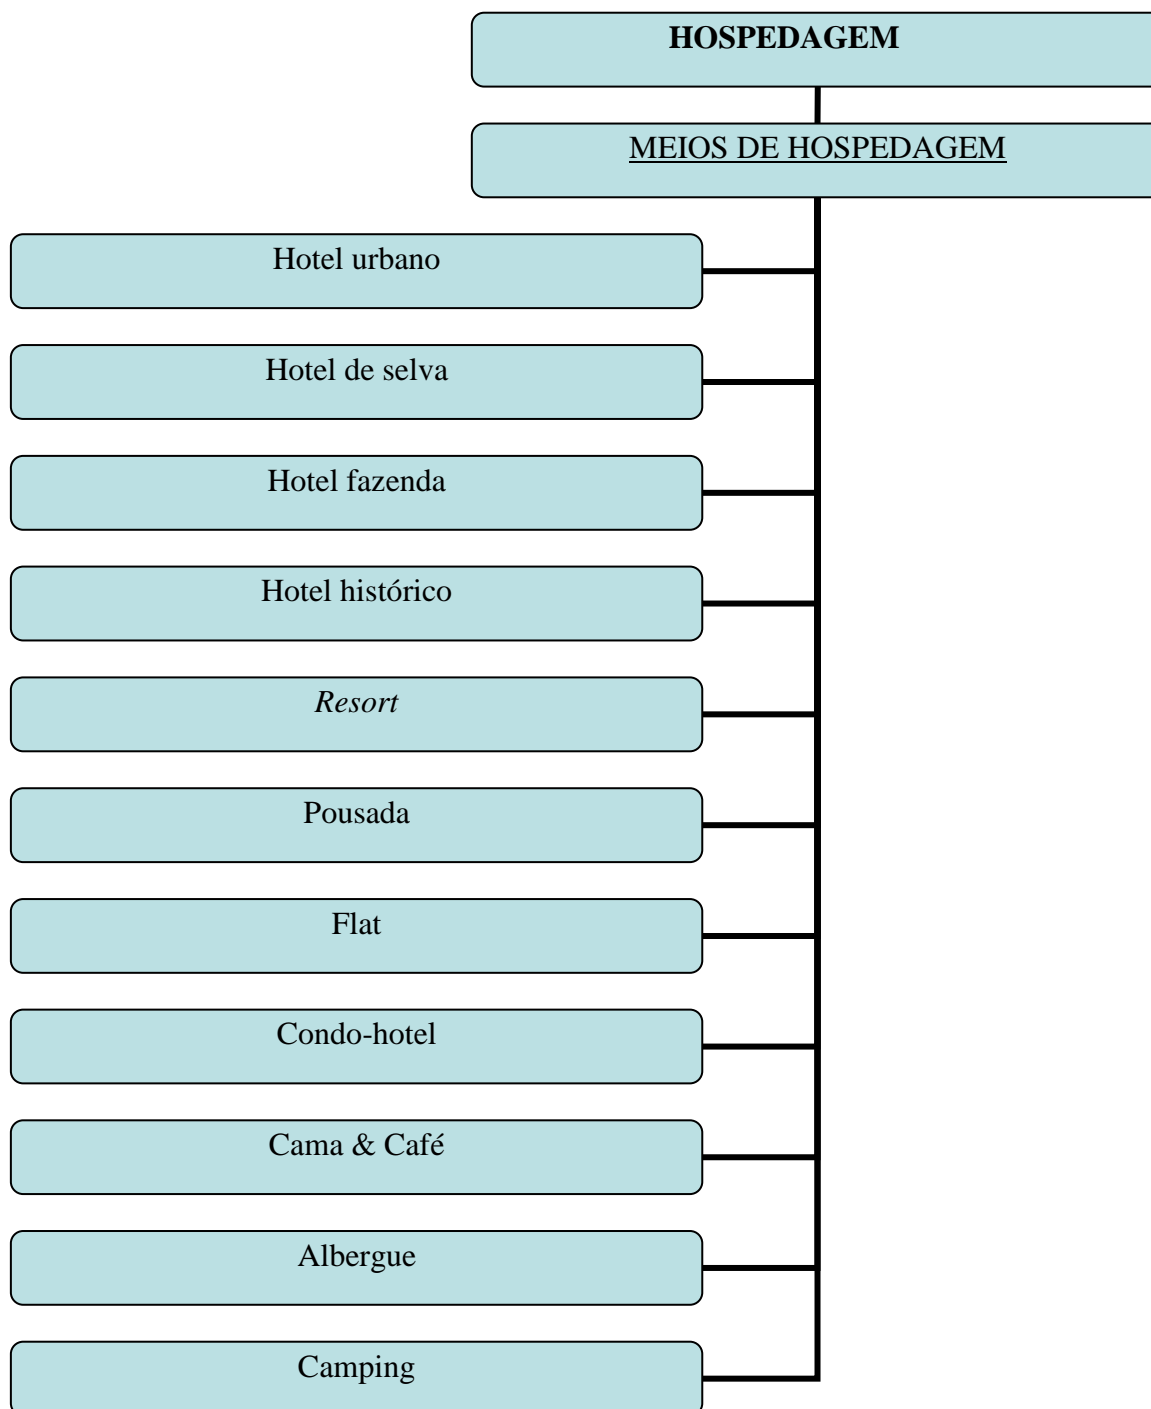 HOSPEDAGEM
MEIOS DE HOSPEDAGEM
Hotel urbano
Hotel de selva
Hotel fazenda
Hotel histórico
Resort
Pousada
Flat
Condo-hotel
Cama & Café
Albergue
Camping